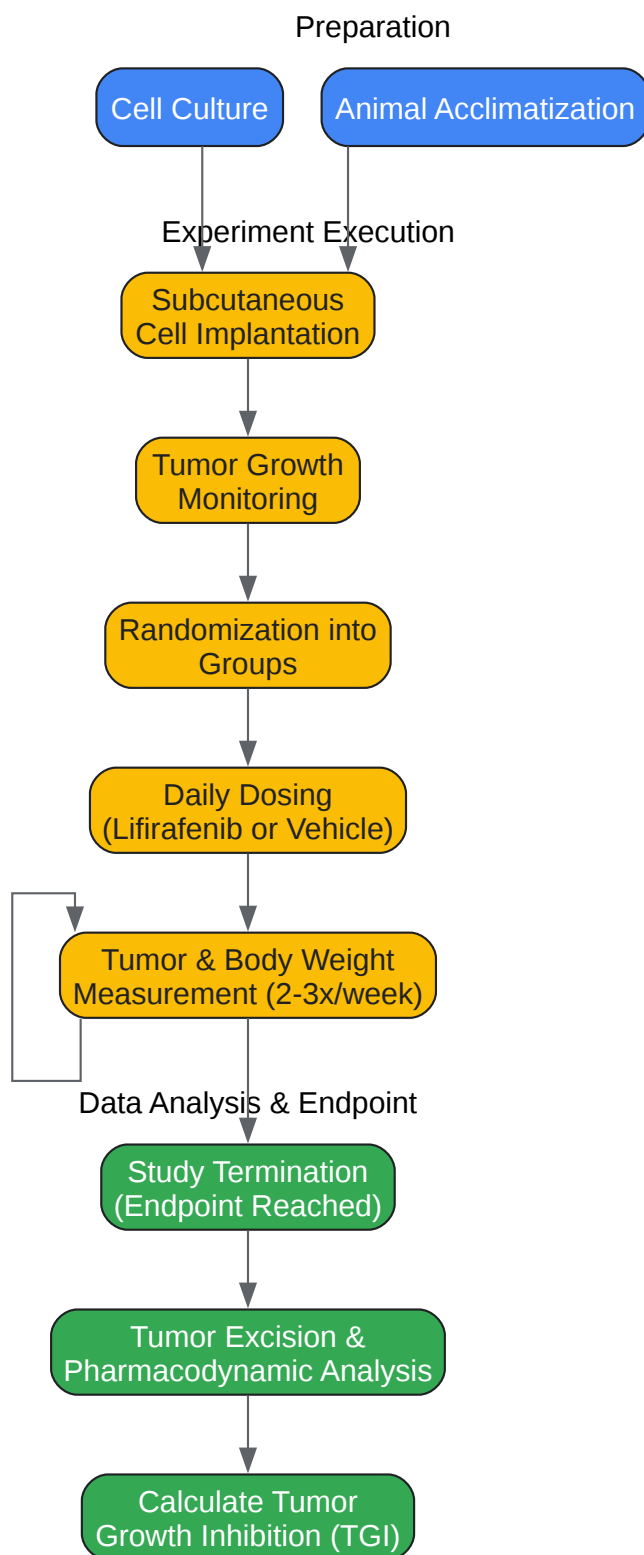 Preparation
Cell Culture
Animal Acclimatization
Experiment Execution
Subcutaneous
Cell Implantation
Tumor Growth
Monitoring
Randomization into
Groups
Daily Dosing
(Lifirafenib or Vehicle)
Tumor & Body Weight
Measurement (2-3x/week)
Data Analysis & Endpoint
Study Termination
(Endpoint Reached)
Tumor Excision &
Pharmacodynamic Analysis
Calculate Tumor
Growth Inhibition (TGI)